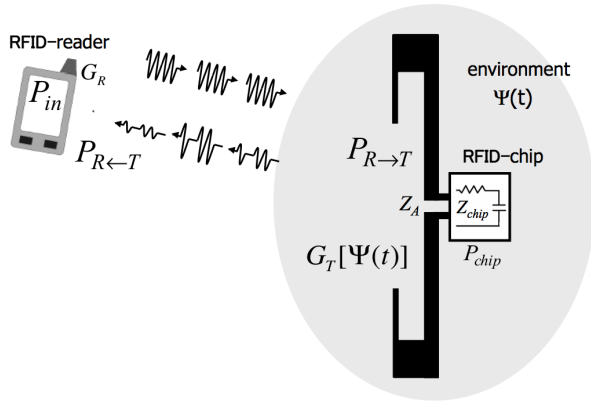 RFID-reader
G_R
P_in
P_{R←T}
environment
Ψ(t)
P_{R→T}
RFID-chip
Z_A
Z_chip
G_T[Ψ(t)]
P_chip